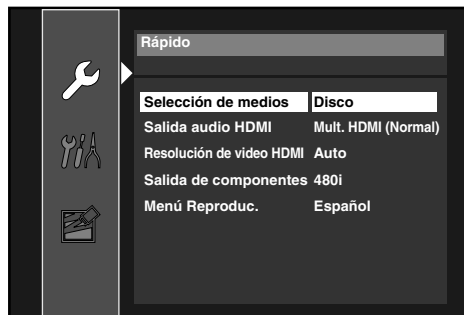 Rápido
Selección de medios Disco
Salida audio HDMI Mult. HDMI (Normal)
Resolución de video HDMI Auto
Salida de componentes 480i
Menú Reproduc. Español